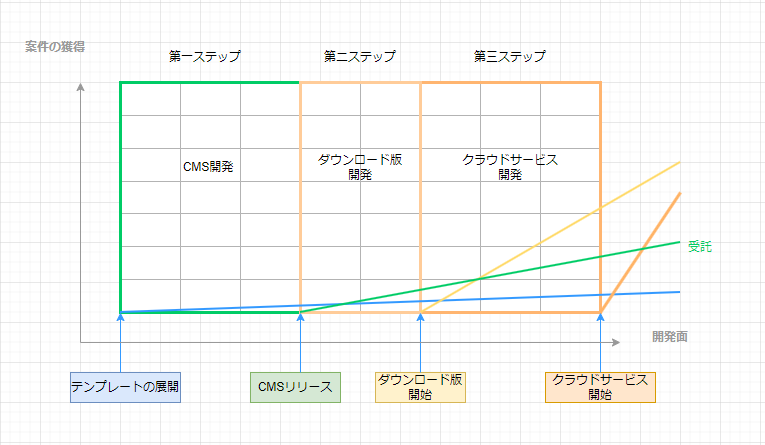 案件の獲得
第一ステップ
第二ステップ
第三ステップ
CMS開発
ダウンロード版
開発
クラウドサービス
開発
受託
開発面
テンプレートの展開
CMSリリース
ダウンロード版
開始
クラウドサービス
開始